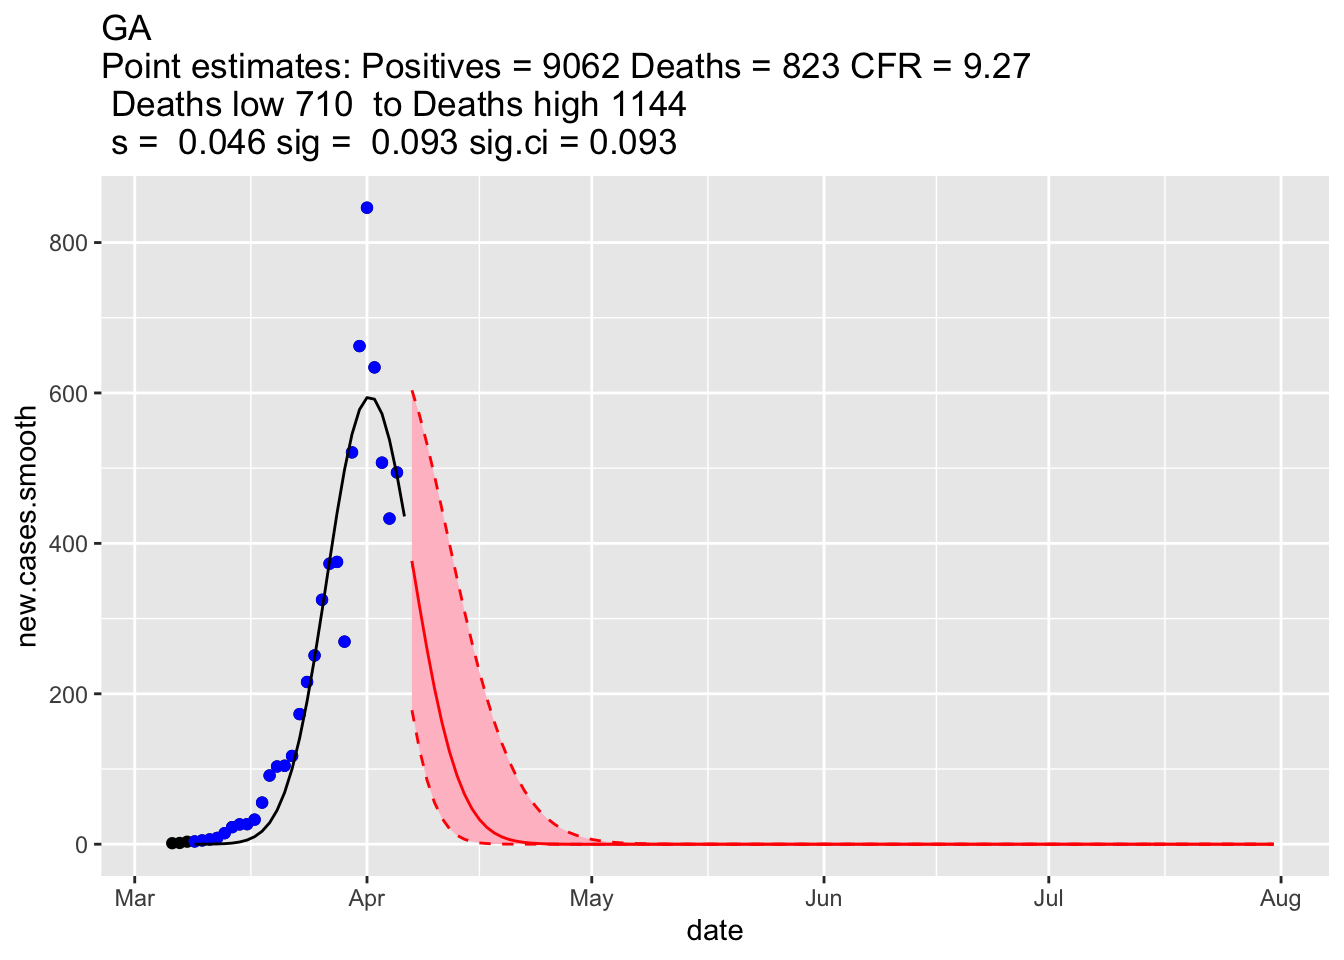 GA
Point estimates: Positives = 9062 Deaths = 823 CFR = 9.27
Deaths low 710  to Deaths high 1144
s =  0.046 sig =  0.093 sig.ci = 0.093
new.cases.smooth
800
600
400
200
0
Mar Apr May Jun Jul Aug
date